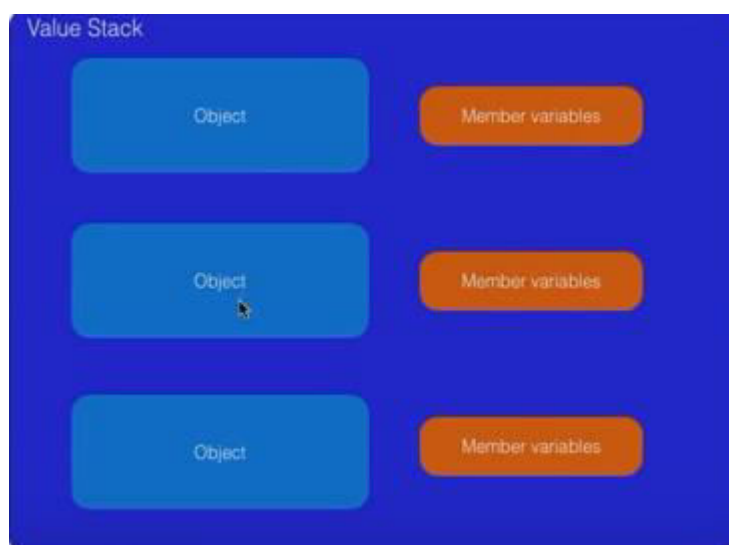 Value Stack
Object
Member variables
Object
Member variables
Object
Member variables